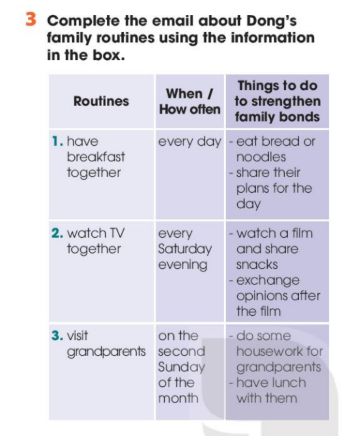 3 Complete the email about Dong's
family routines using the information
in the box.
Routines
When /
How often
Things to do
to strengthen
family bonds
1. have
breakfast
together
every day
- eat bread or
noodles
- share their
plans for the
day
2. watch TV
together
every
Saturday
evening
- watch a film
and share
snacks
- exchange
opinions after
the film
3. visit
grandparents
on the
second
Sunday
of the
month
- do some
housework for
grandparents
- have lunch
with them